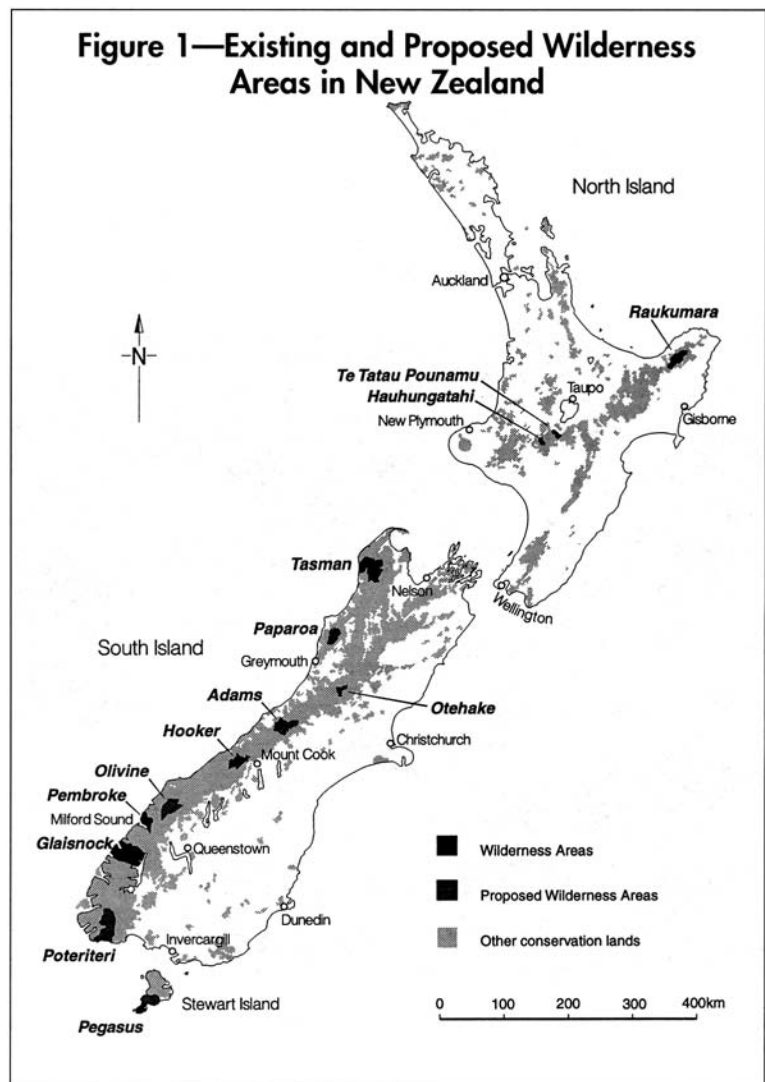 Figure 1—Existing and Proposed Wilderness
Areas in New Zealand
North Island
Auckland
Raukumara
Te Tatau Pounamu
Hauhungatahi
Taupo
New Plymouth
Gisborne
N
Tasman
Nelson
Wellington
Paparoa
South Island
Greymouth
Adams
Otehake
Hooker
Christchurch
Mount Cook
Olivine
Pembroke
Milford Sound
Glaisnock
Queenstown
Wilderness Areas
Proposed Wilderness Areas
Dunedin
Invercargill
Other conservation lands
Poteriteri
Stewart Island
Pegasus
0 100 200 300 400km